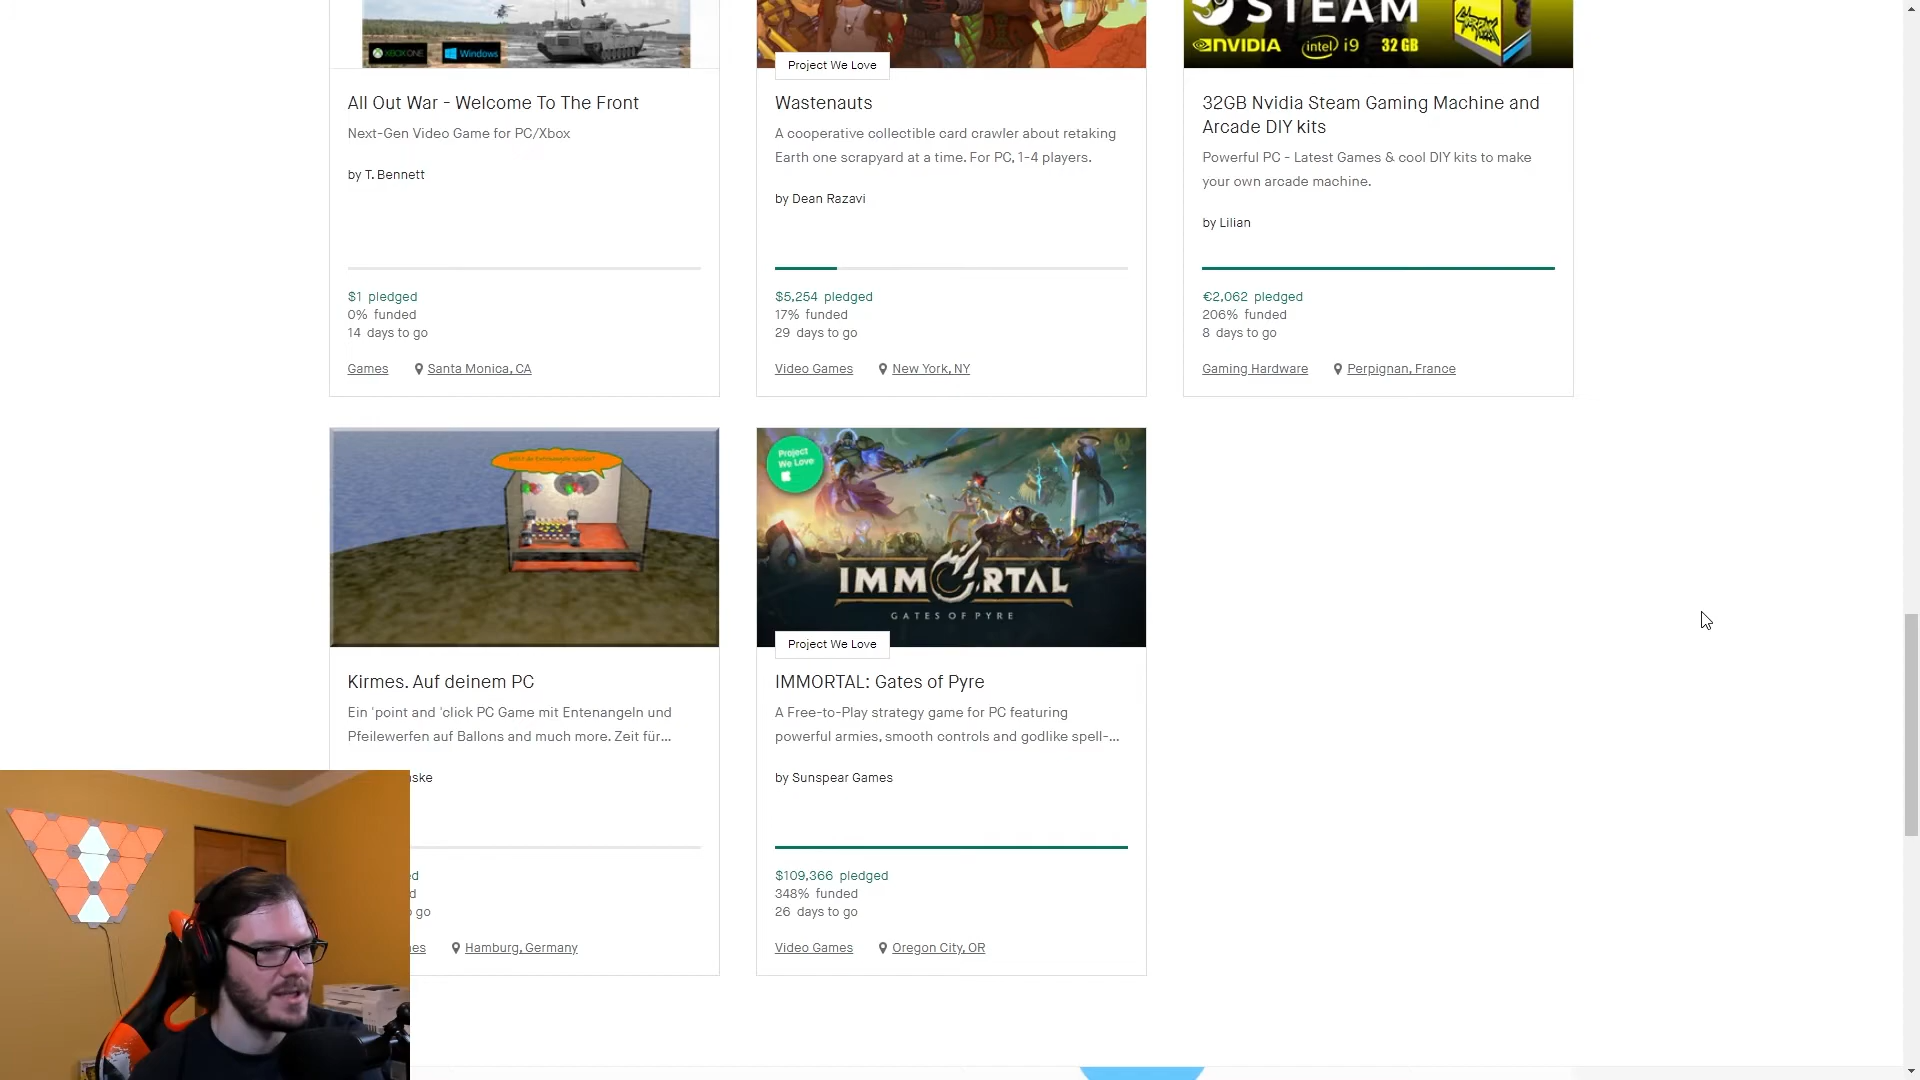 XBOX ONE
Windows
Project We Love
STEAM
NVIDIA
intel i9
32 GB
All Out War - Welcome To The Front
Next-Gen Video Game for PC/Xbox
by T. Bennett
$1 pledged
0% funded
14 days to go
Games
Santa Monica, CA
Wastenauts
A cooperative collectible card crawler about retaking
Earth one scrapyard at a time. For PC, 1-4 players.
by Dean Razavi
$5,254 pledged
17% funded
29 days to go
Video Games
New York, NY
32GB Nvidia Steam Gaming Machine and
Arcade DIY kits
Powerful PC - Latest Games & cool DIY kits to make
your own arcade machine.
by Lilian
€2,062 pledged
206% funded
8 days to go
Gaming Hardware
Perpignan, France
Kirmes. Auf deinem PC
Ein 'point and 'click PC Game mit Entenangeln und
Pfeilewerfen auf Ballons and much more. Zeit für...
ske
ed
d
go
es
Hamburg, Germany
Project
We Love
IMMORTAL
GATES OF PYRE
Project We Love
IMMORTAL: Gates of Pyre
A Free-to-Play strategy game for PC featuring
powerful armies, smooth controls and godlike spell-...
by Sunspear Games
$109,366 pledged
348% funded
26 days to go
Video Games
Oregon City, OR